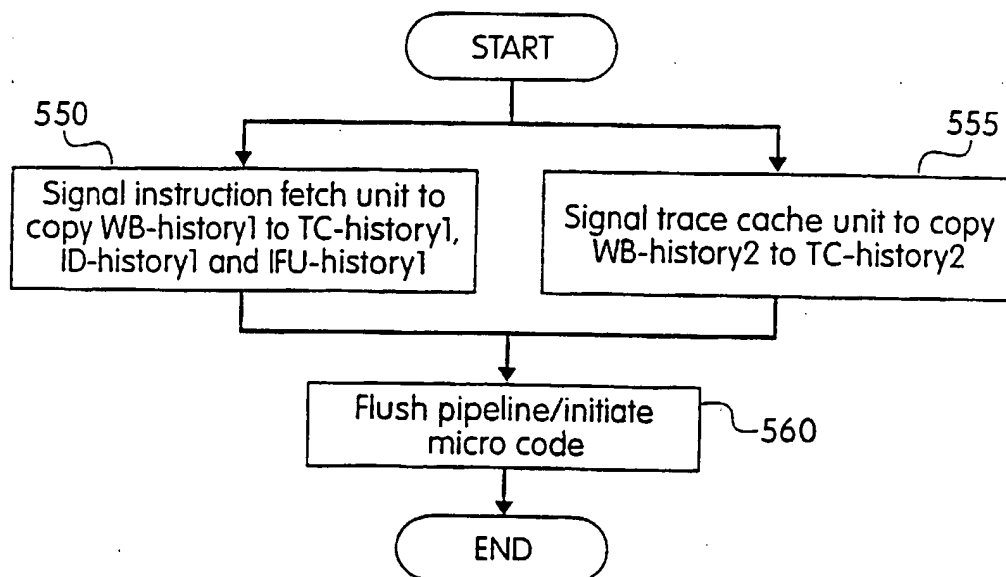 START
550
555
Signal instruction fetch unit to
copy WB-history1 to TC-history1,
ID-history1 and IFU-history1
Signal trace cache unit to copy
WB-history2 to TC-history2
Flush pipeline/initiate
micro code
560
END